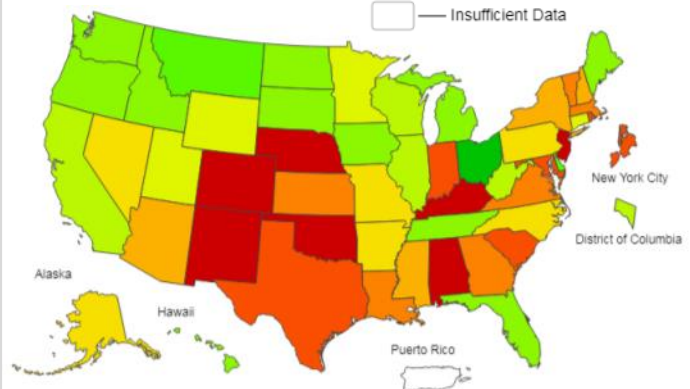 Insufficient Data
New York City
District of Columbia
Alaska
Hawaii
Puerto Rico